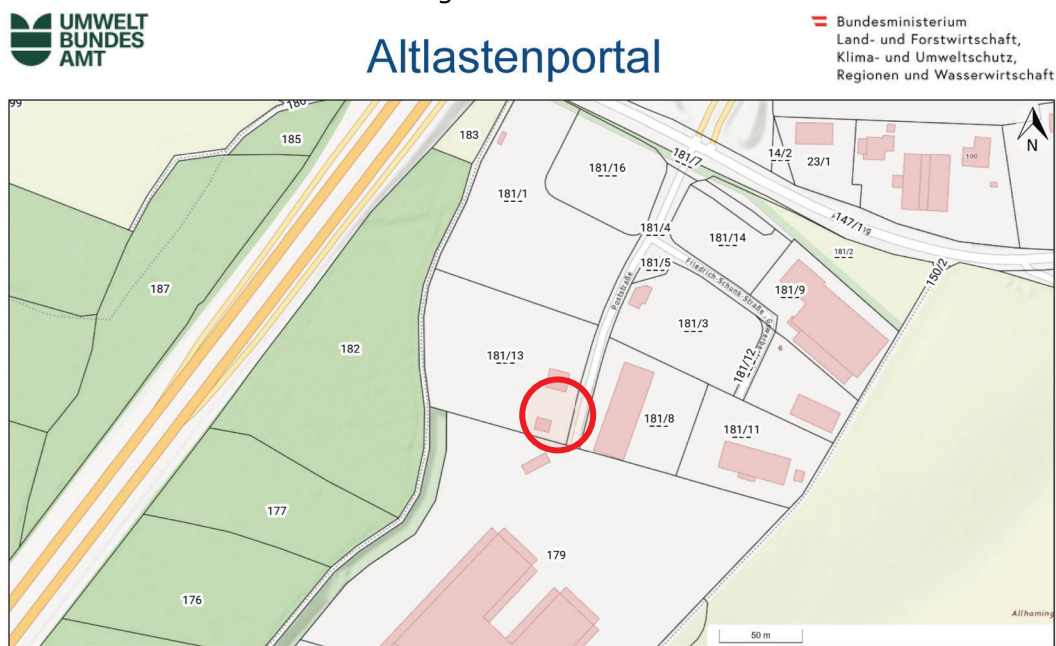 UMWELT
BUNDES
AMT
Altlastenportal
Bundesministerium
Land- und Forstwirtschaft,
Klima- und Umweltschutz,
Regionen und Wasserwirtschaft
99
186
185
183
181/16
181/7
14/2
23/1
100
N
181/1
187
181/4
181/14
147/1
181/2
181/5
Poststraße
Friedrich-Schunk-Straße
181/9
150/2
181/3
182
181/13
181/12
6
181/8
181/11
177
179
176
Allhaming
50 m